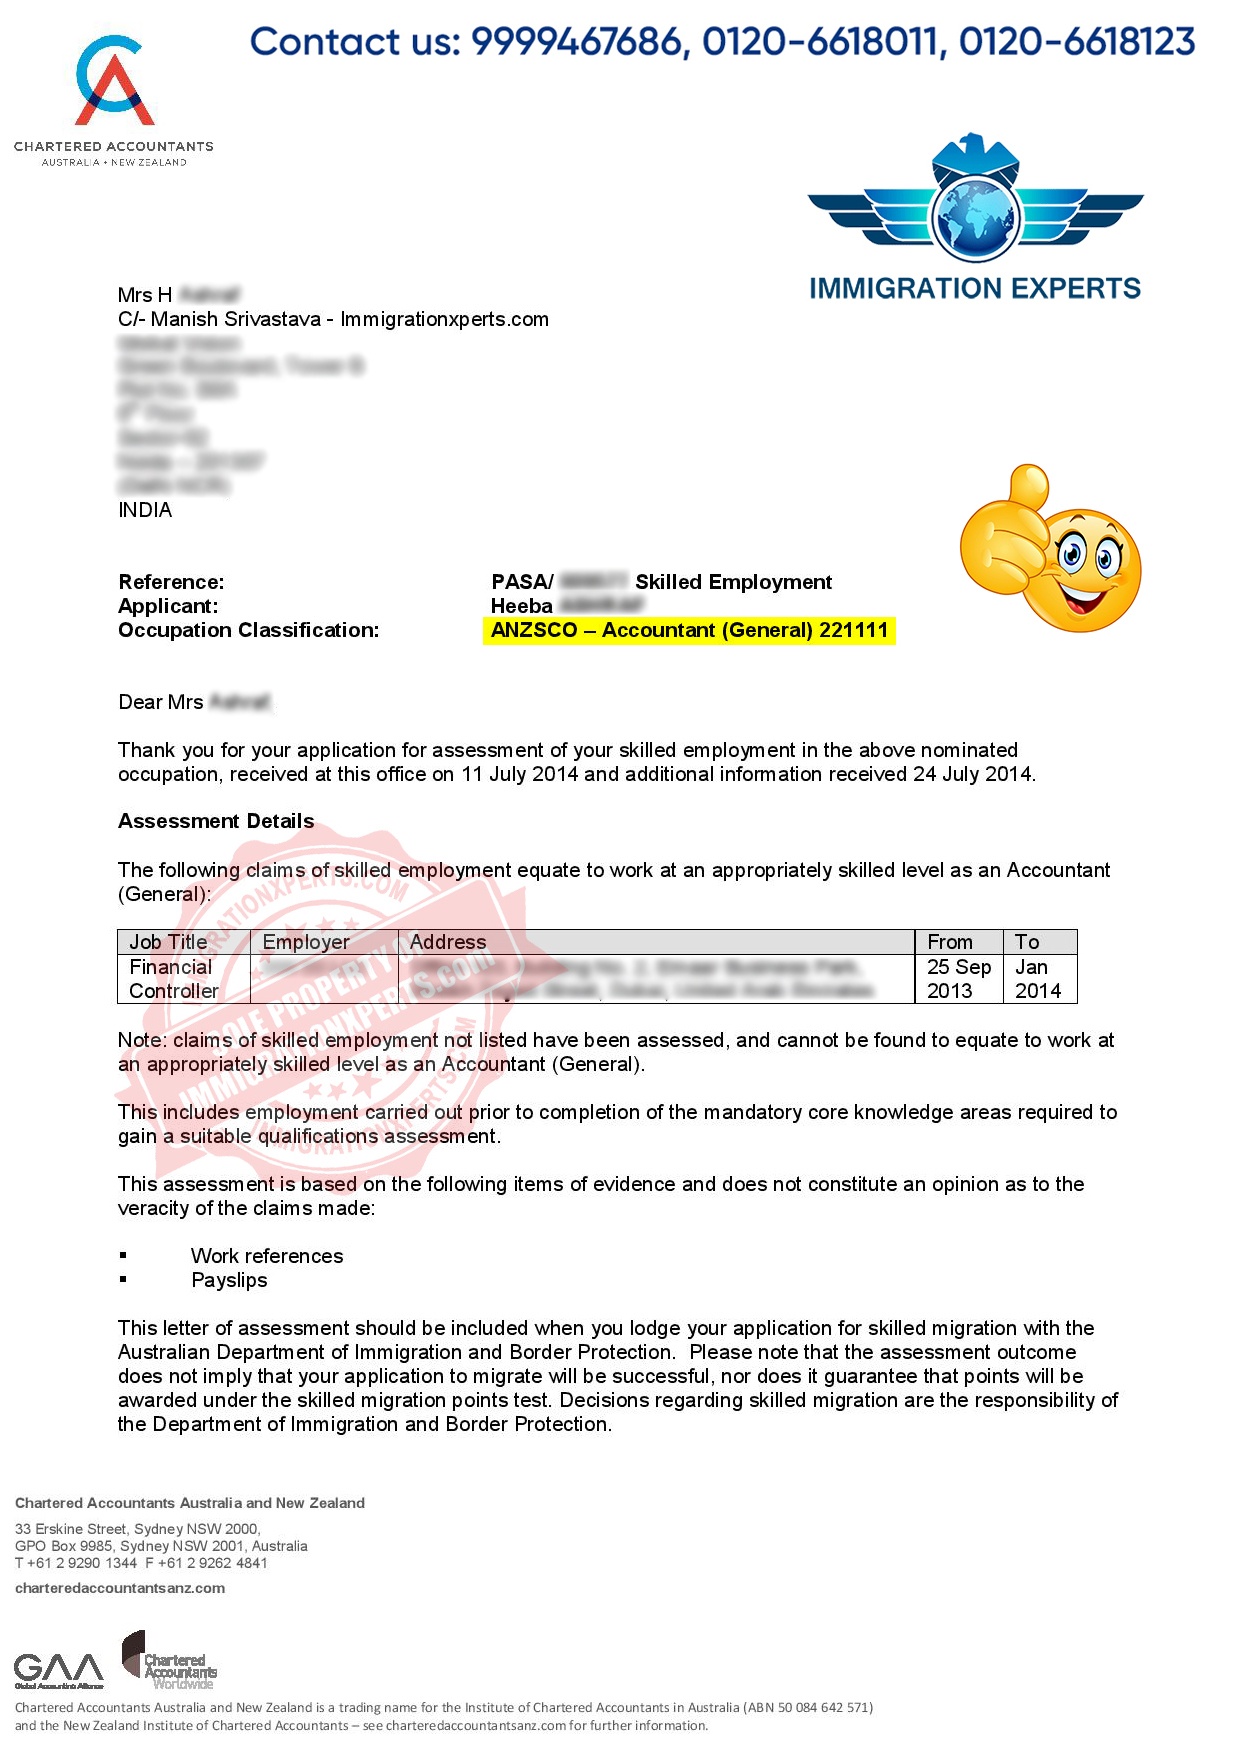 Contact us: 9999467686, 0120-6618011, 0120-6618123
CHARTERED ACCOUNTANTS
AUSTRALIA + NEW ZEALAND
IMMIGRATION EXPERTS
Mrs H
C/- Manish Srivastava - Immigrationxperts.com
INDIA
Reference: PASA/ Skilled Employment
Applicant: Heeba
Occupation Classification: ANZSCO – Accountant (General) 221111
Dear Mrs
Thank you for your application for assessment of your skilled employment in the above nominated
occupation, received at this office on 11 July 2014 and additional information received 24 July 2014.
Assessment Details
The following claims of skilled employment equate to work at an appropriately skilled level as an Accountant
(General):
Job Title Employer Address From To
Financial 25 Sep Jan
Controller 2013 2014
Note: claims of skilled employment not listed have been assessed, and cannot be found to equate to work at
an appropriately skilled level as an Accountant (General).
This includes employment carried out prior to completion of the mandatory core knowledge areas required to
gain a suitable qualifications assessment.
This assessment is based on the following items of evidence and does not constitute an opinion as to the
veracity of the claims made:
▪ Work references
▪ Payslips
This letter of assessment should be included when you lodge your application for skilled migration with the
Australian Department of Immigration and Border Protection. Please note that the assessment outcome
does not imply that your application to migrate will be successful, nor does it guarantee that points will be
awarded under the skilled migration points test. Decisions regarding skilled migration are the responsibility of
the Department of Immigration and Border Protection.
IMMIGRATIONXPERTS.COM
SOLE PROPERTY OF
IMMIGRATIONXPERTS.COM
IMMIGRATIONXPERTS.COM
Chartered Accountants Australia and New Zealand
33 Erskine Street, Sydney NSW 2000,
GPO Box 9985, Sydney NSW 2001, Australia
T +61 2 9290 1344 F +61 2 9262 4841
charteredaccountantsanz.com
GAA
Global Accounting Alliance
Chartered
Accountants
Worldwide
Chartered Accountants Australia and New Zealand is a trading name for the Institute of Chartered Accountants in Australia (ABN 50 084 642 571)
and the New Zealand Institute of Chartered Accountants – see charteredaccountantsanz.com for further information.